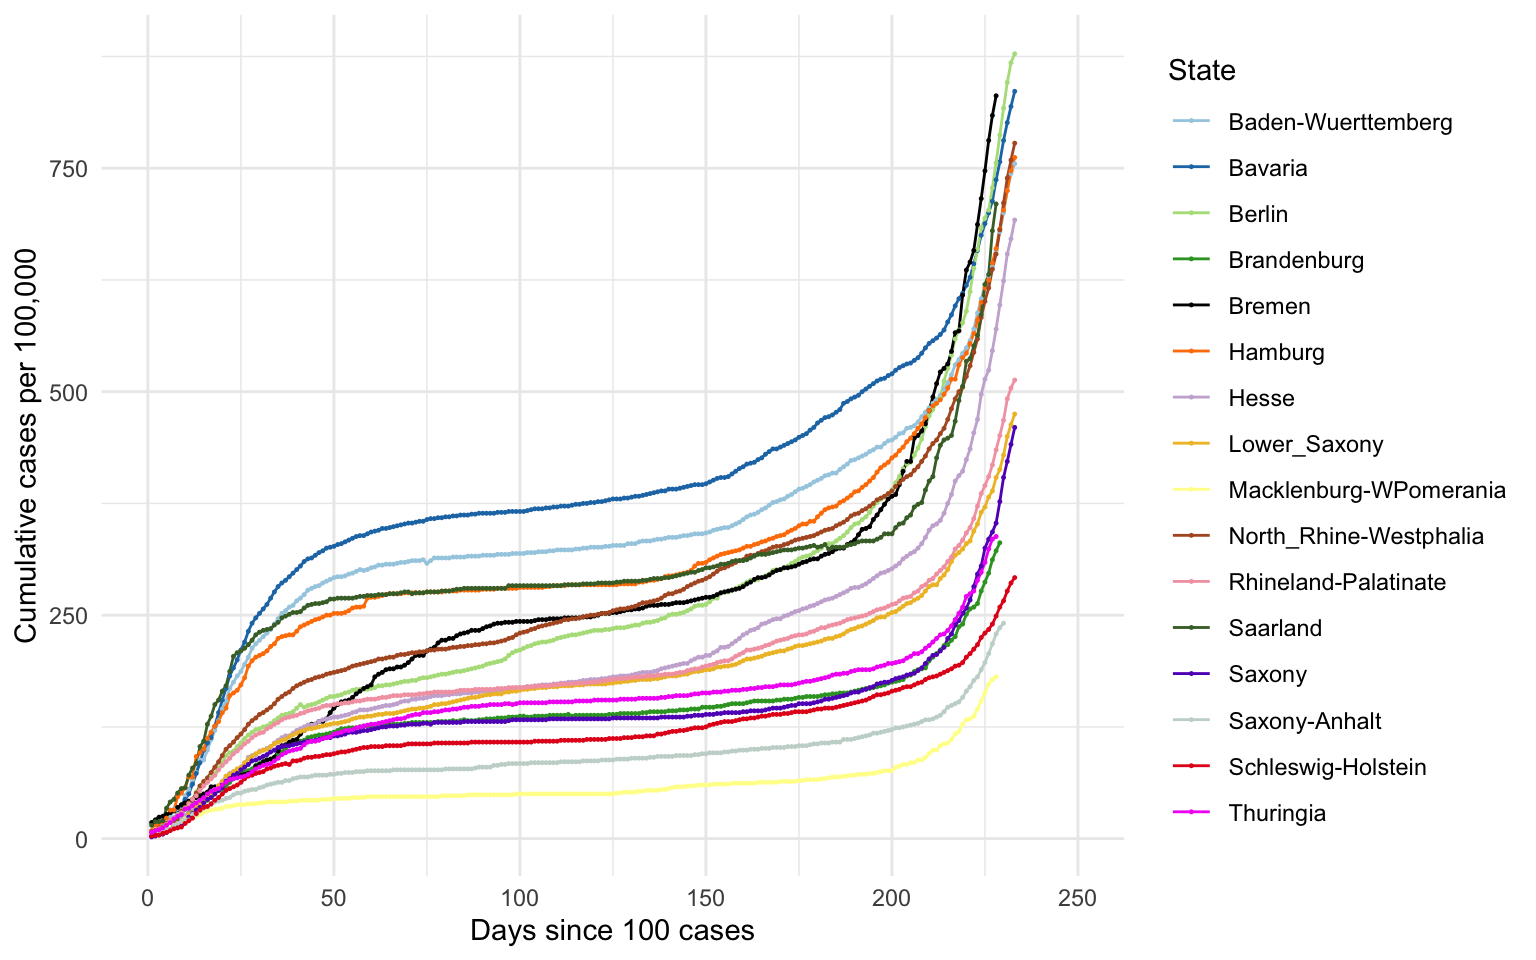 Cumulative cases per 100,000
750
500
250
0
0 50 100 150 200 250
Days since 100 cases
State
Baden-Wuerttemberg
Bavaria
Berlin
Brandenburg
Bremen
Hamburg
Hesse
Lower_Saxony
Macklenburg-WPomerania
North_Rhine-Westphalia
Rhineland-Palatinate
Saarland
Saxony
Saxony-Anhalt
Schleswig-Holstein
Thuringia